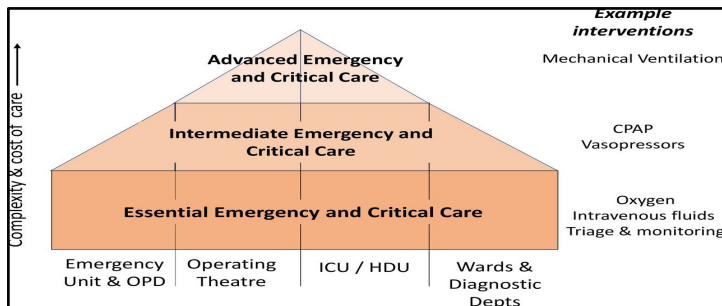 Example
interventions
Advanced Emergency
and Critical Care
Mechanical Ventilation
Intermediate Emergency and
Critical Care
CPAP
Vasopressors
Essential Emergency and Critical Care
Oxygen
Intravenous fluids
Triage & monitoring
Complexity & cost of care
Emergency
Unit & OPD
Operating
Theatre
ICU / HDU
Wards &
Diagnostic
Depts